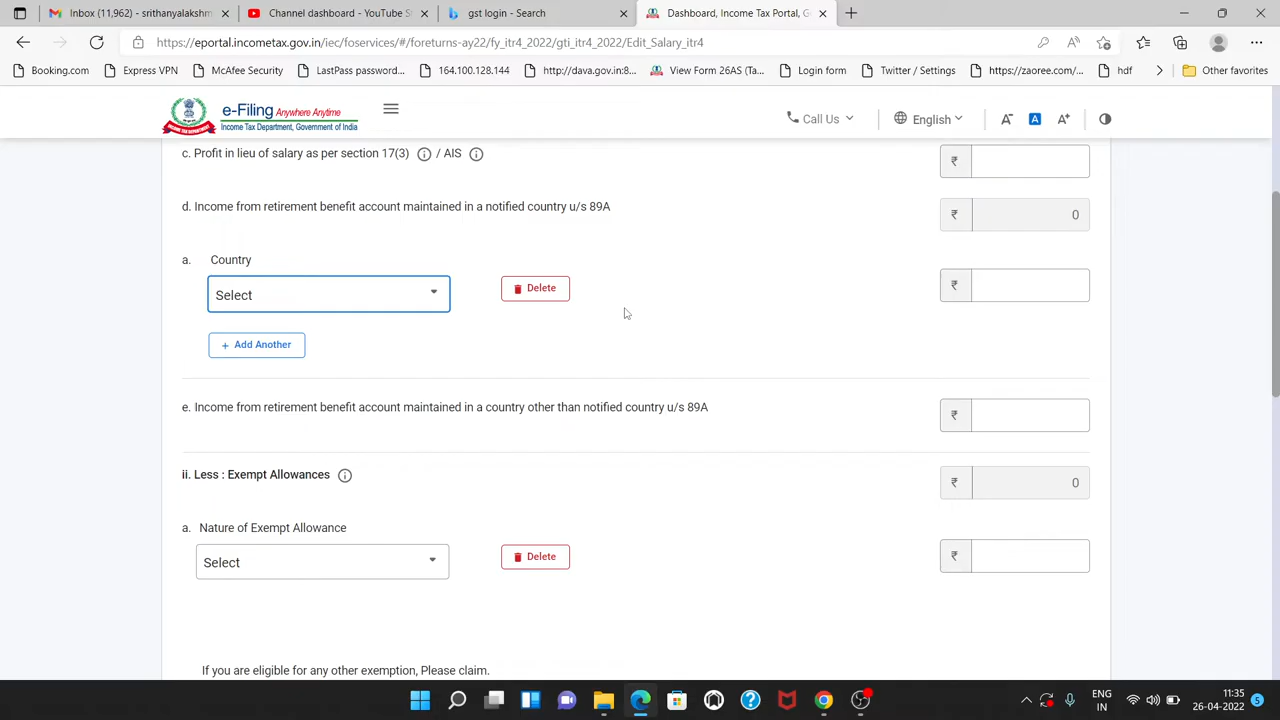 Inbox (11,962) - srithanyalakshm
Channel dashboard - YouTube S
gst login - Search
Dashboard, Income Tax Portal, G
https://eportal.incometax.gov.in/iec/foservices/#/foreturns-ay22/fy_itr4_2022/gti_itr4_2022/Edit_Salary_itr4
Booking.com
Express VPN
McAfee Security
LastPass password...
164.100.128.144
http://dava.gov.in:8...
View Form 26AS (Ta...
Login form
Twitter / Settings
https://zaoree.com/...
hdf
Other favorites
e-Filing Anywhere Anytime
Income Tax Department, Government of India
Call Us
English
A-
A
A+
c. Profit in lieu of salary as per section 17(3) / AIS
₹
d. Income from retirement benefit account maintained in a notified country u/s 89A
₹ 0
a. Country
Select
Delete
₹
+ Add Another
e. Income from retirement benefit account maintained in a country other than notified country u/s 89A
₹
ii. Less : Exempt Allowances
₹ 0
a. Nature of Exempt Allowance
Select
Delete
₹
If you are eligible for any other exemption, Please claim.
ENG
IN
11:35
26-04-2022
5